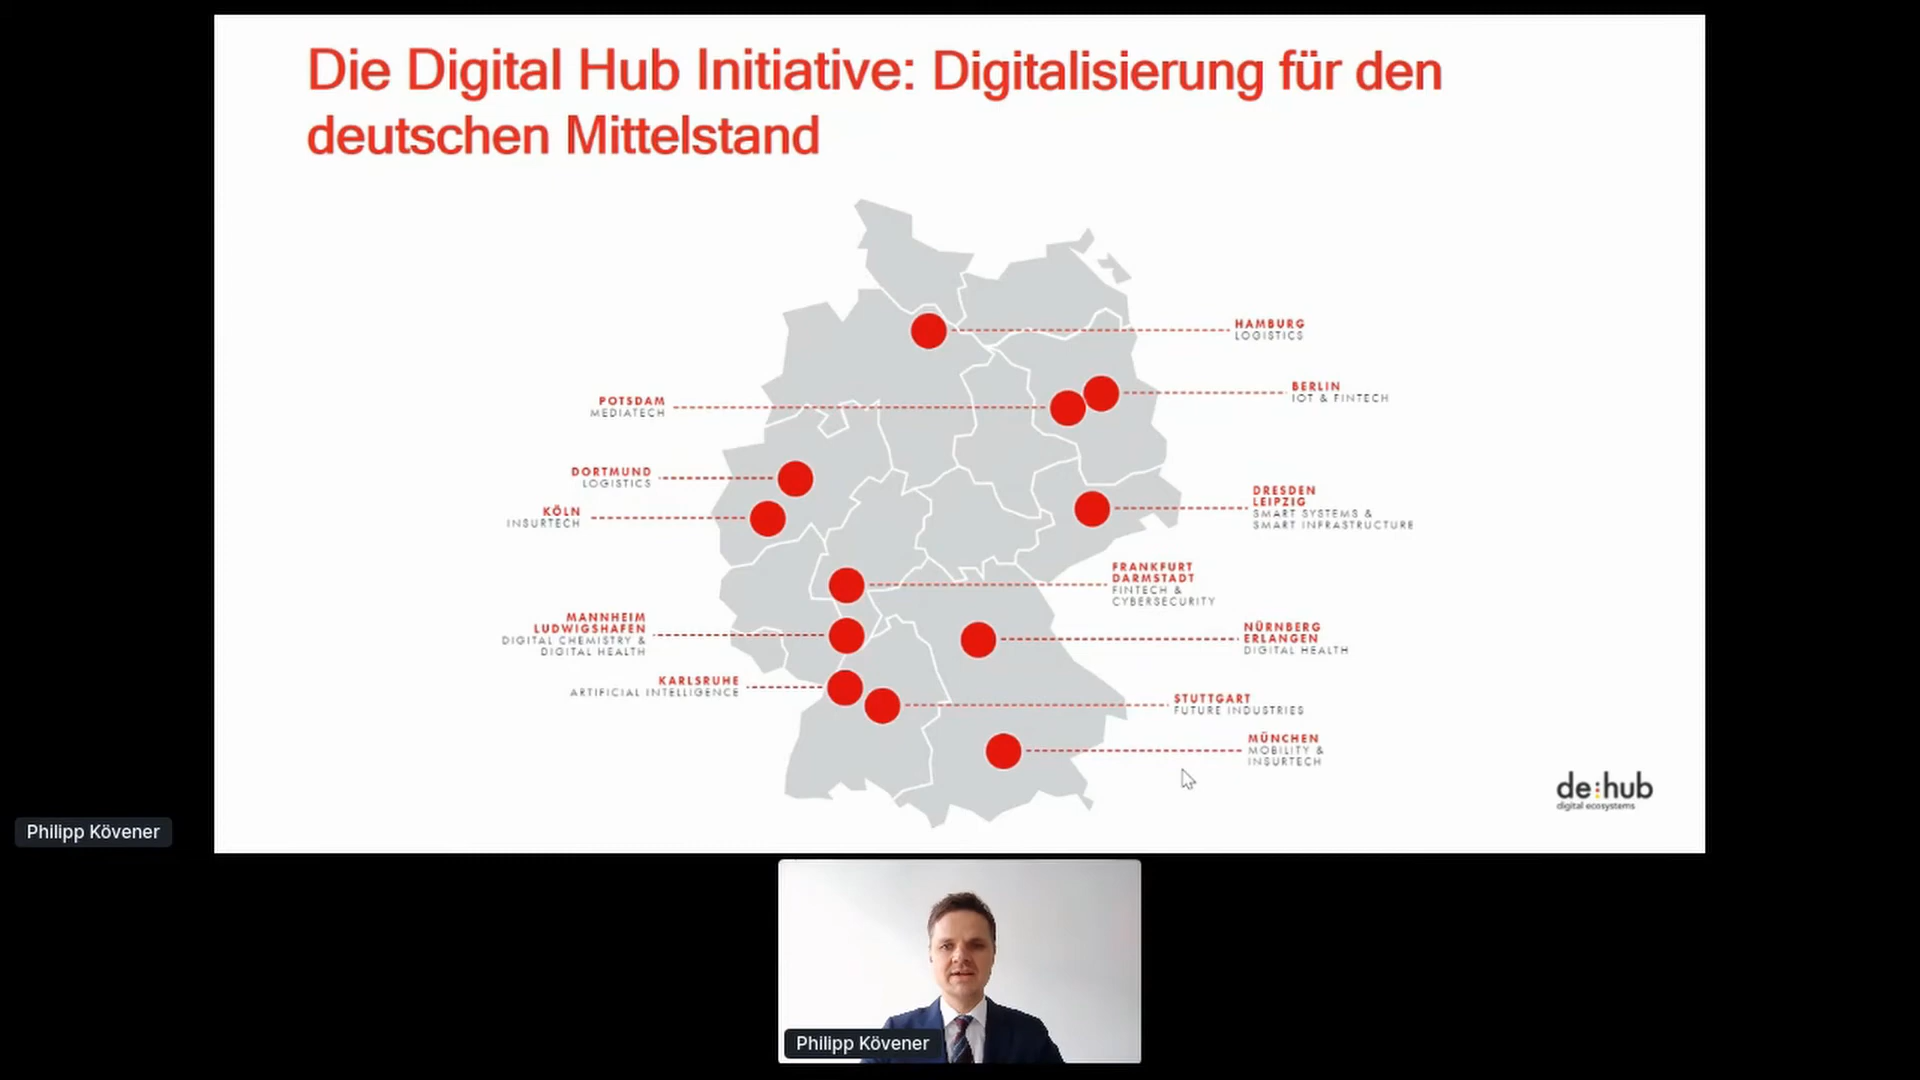 Die Digital Hub Initiative: Digitalisierung für den
deutschen Mittelstand
HAMBURG
LOGISTICS
BERLIN
IOT & FINTECH
POTSDAM
MEDIATECH
DORTMUND
LOGISTICS
KÖLN
INSURTECH
DRESDEN
LEIPZIG
SMART SYSTEMS &
SMART INFRASTRUCTURE
FRANKFURT
DARMSTADT
FINTECH &
CYBERSECURITY
MANNHEIM
LUDWIGSHAFEN
DIGITAL CHEMISTRY &
DIGITAL HEALTH
NÜRNBERG
ERLANGEN
DIGITAL HEALTH
KARLSRUHE
ARTIFICIAL INTELLIGENCE
STUTTGART
FUTURE INDUSTRIES
MÜNCHEN
MOBILITY &
INSURTECH
de:hub
digital ecosystems
Philipp Kövener
Philipp Kövener